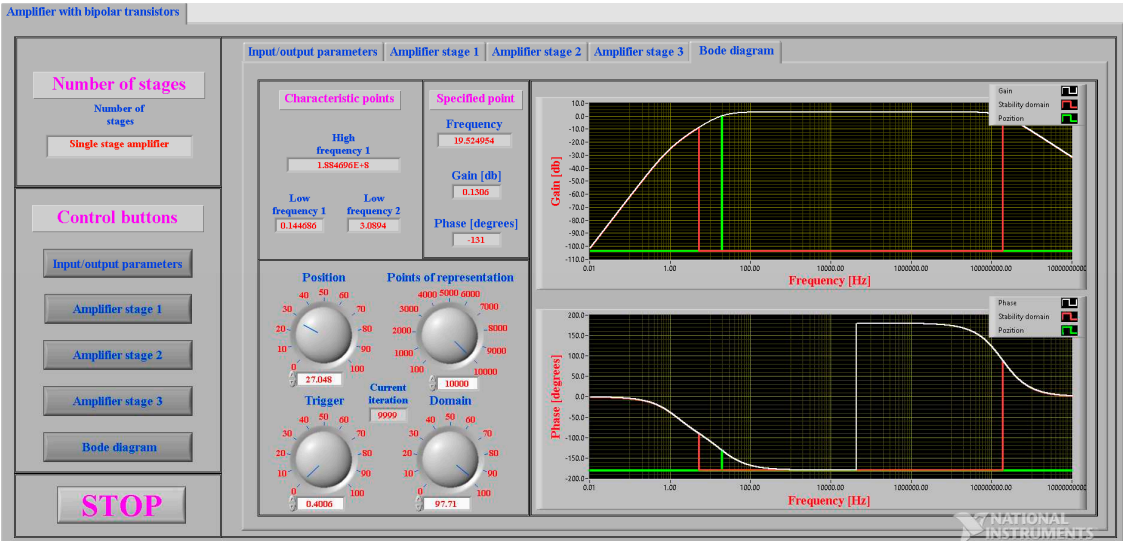 Amplifier with bipolar transistors
Number of stages
Number of
stages
Single stage amplifier
Control buttons
Input/output parameters
Amplifier stage 1
Amplifier stage 2
Amplifier stage 3
Bode diagram
STOP
Input/output parameters
Amplifier stage 1
Amplifier stage 2
Amplifier stage 3
Bode diagram
Characteristic points
High
frequency 1
1.884696E+8
Low
frequency 1
0.144686
Low
frequency 2
3.0894
Specified point
Frequency
19.524954
Gain [db]
0.1306
Phase [degrees]
-131
Position
0 10 20 30 40 50 60 70 80 90 100
27.048
Points of representation
1000 2000 3000 4000 5000 6000 7000 8000 9000 10000
10000
Current
iteration
9999
Trigger
0 10 20 30 40 50 60 70 80 90 100
0.4006
Domain
0 10 20 30 40 50 60 70 80 90 100
97.71
Gain
Stability domain
Pozition
Gain [db]
10.0
0.0
-10.0
-20.0
-30.0
-40.0
-50.0
-60.0
-70.0
-80.0
-90.0
-100.0
-110.0
0.01 1.00 100.00 10000.00 1000000.00 100000000.00
Frequency [Hz]
Phase
Stability domain
Pozition
Phase [degrees]
200.0
150.0
100.0
50.0
0.0
-50.0
-100.0
-150.0
-200.0
0.01 1.00 100.00 10000.00 1000000.00 100000000.00
Frequency [Hz]
NATIONAL
INSTRUMENTS